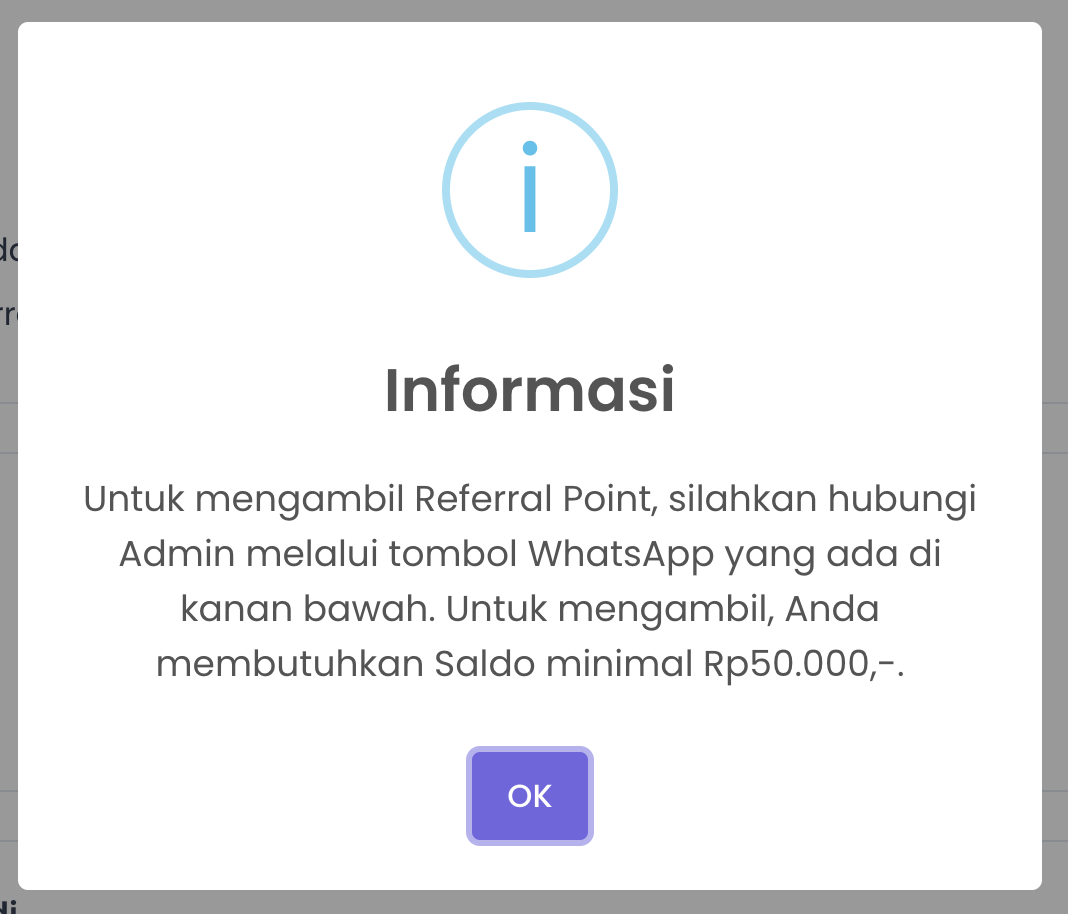 Informasi
Untuk mengambil Referral Point, silahkan hubungi
Admin melalui tombol WhatsApp yang ada di
kanan bawah. Untuk mengambil, Anda
membutuhkan Saldo minimal Rp50.000,-.
OK